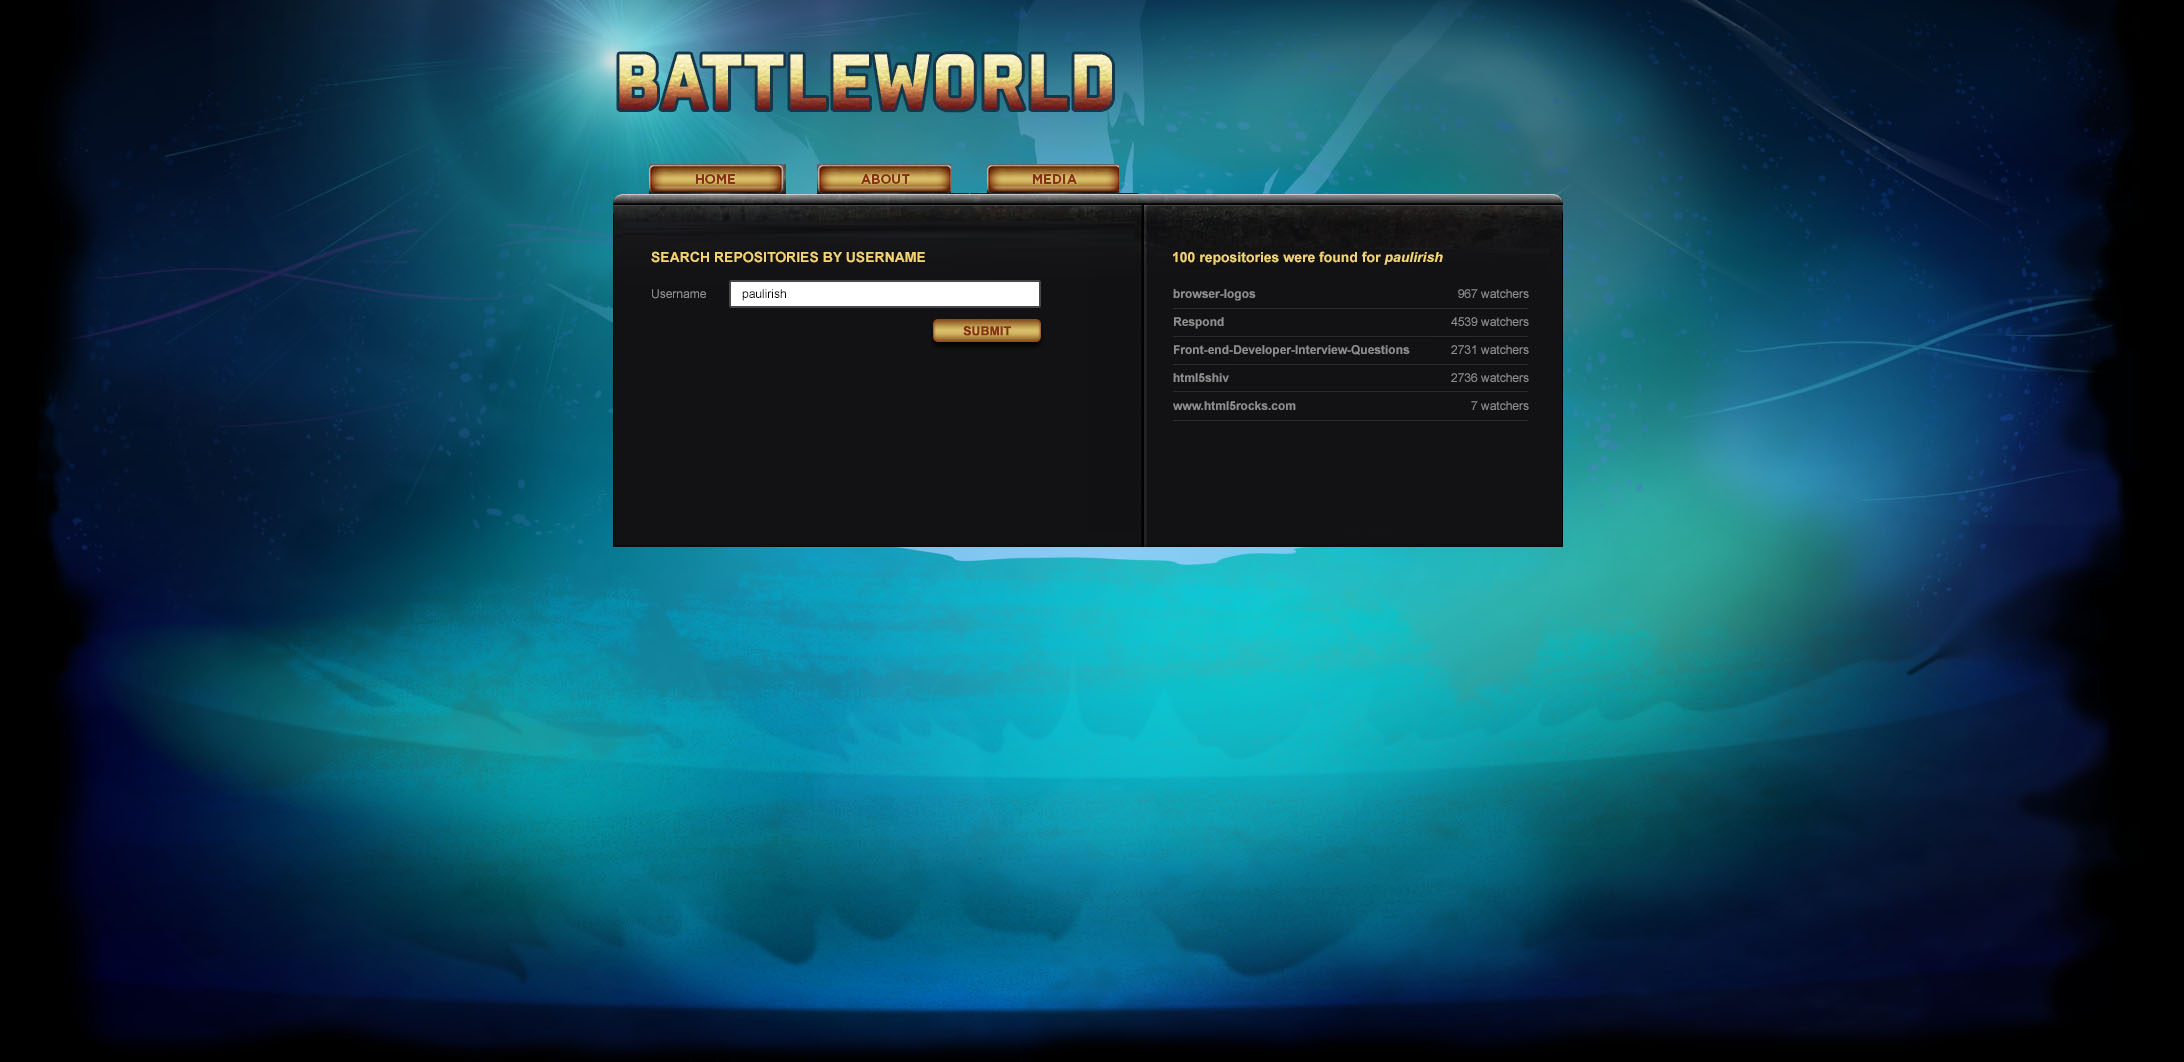 BATTLEWORLD
HOME ABOUT MEDIA
SEARCH REPOSITORIES BY USERNAME
Username paulirish
SUBMIT
100 repositories were found for paulirish
browser-logos 967 watchers
Respond 4539 watchers
Front-end-Developer-Interview-Questions 2731 watchers
html5shiv 2736 watchers
www.html5rocks.com 7 watchers